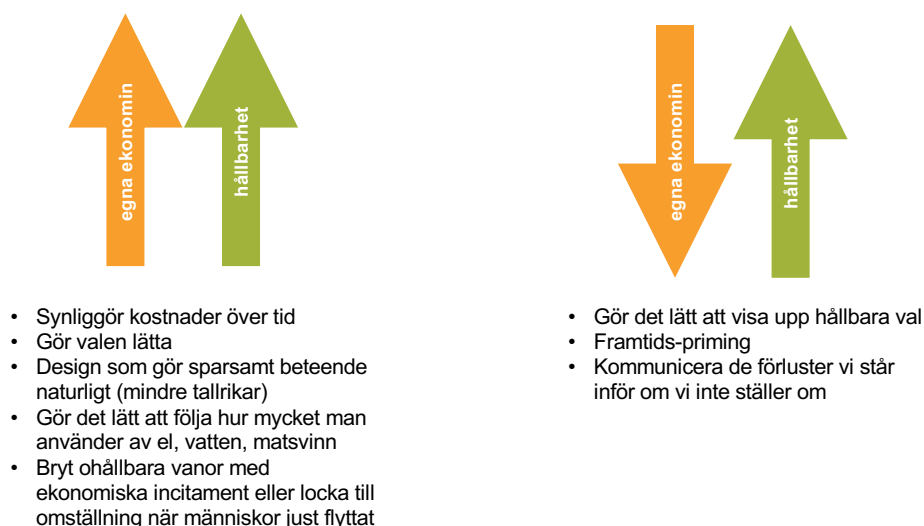 egna ekonomin
hållbarhet
• Synliggör kostnader över tid
• Gör valen lätta
• Design som gör sparsamt beteende
naturligt (mindre tallrikar)
• Gör det lätt att följa hur mycket man
använder av el, vatten, matsvinn
• Bryt ohållbara vanor med
ekonomiska incitament eller locka till
omställning när människor just flyttat
egna ekonomin
hållbarhet
• Gör det lätt att visa upp hållbara val
• Framtids-priming
• Kommunicera de förluster vi står
inför om vi inte ställer om